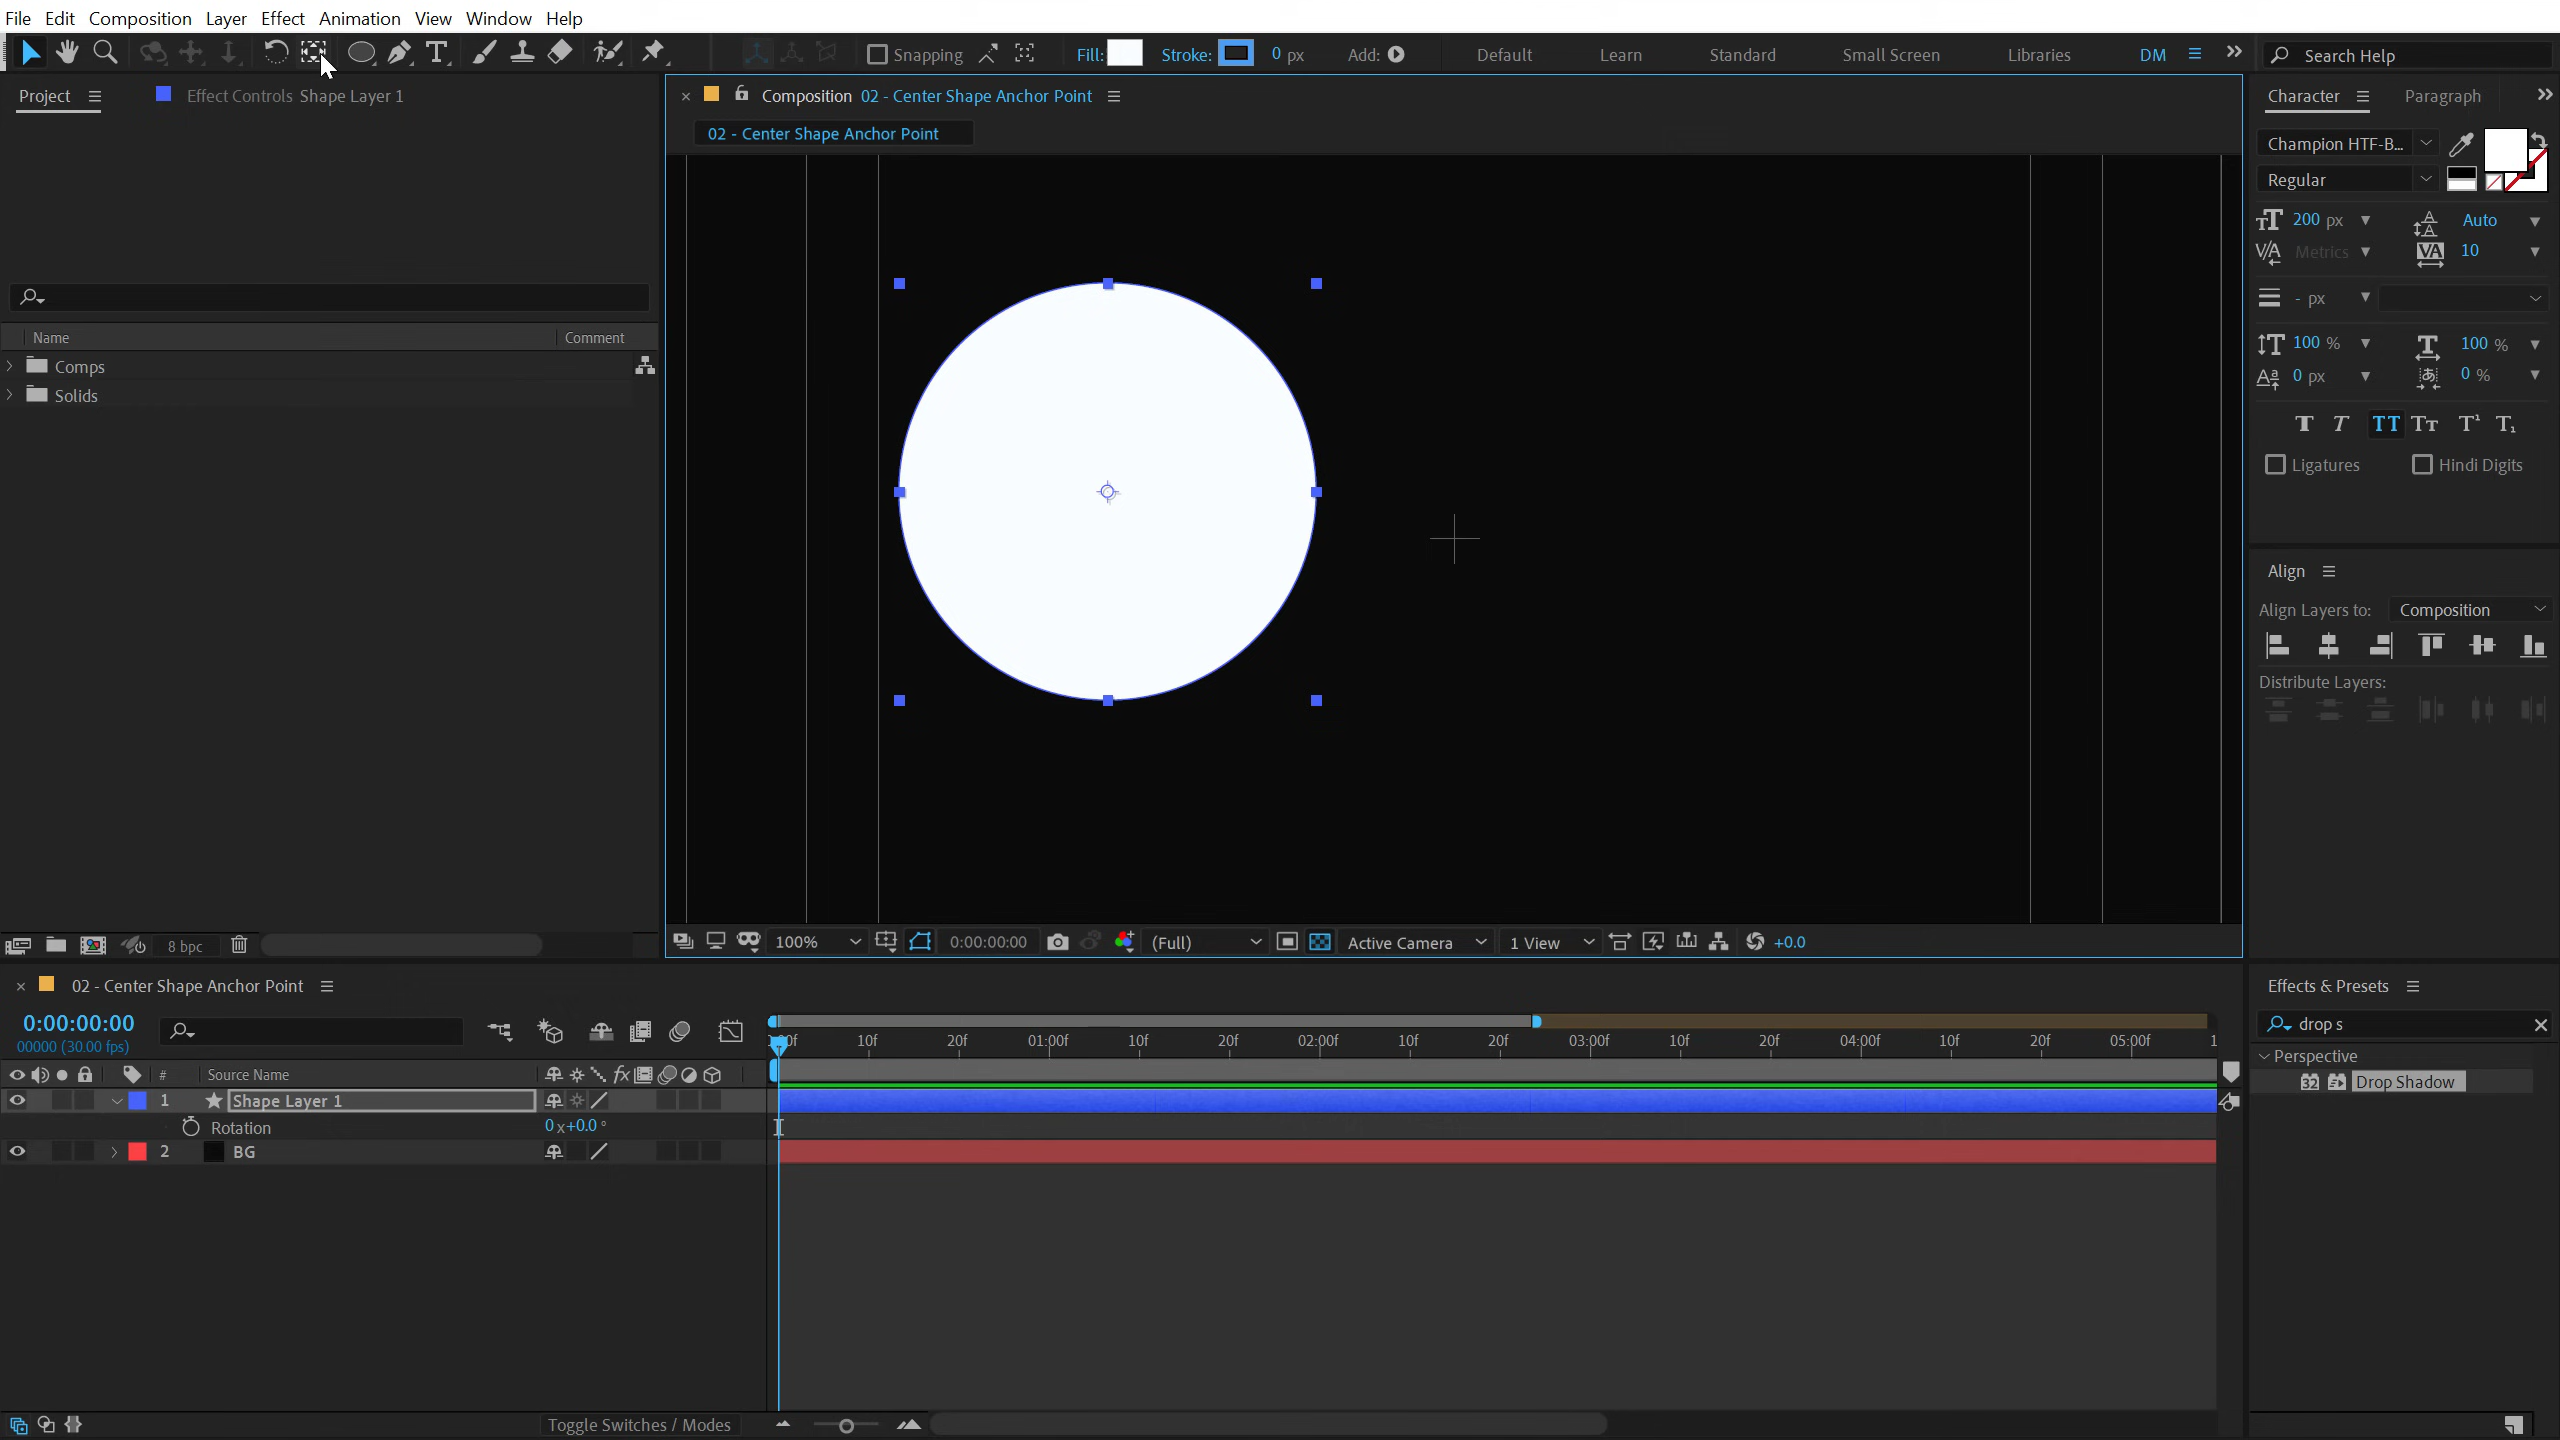 File Edit Composition Layer Effect Animation View Window Help
Snapping Fill: Stroke: 0 px Add: Default Learn Standard Small Screen Libraries DM Search Help
Project Effect Controls Shape Layer 1
Composition 02 - Center Shape Anchor Point
02 - Center Shape Anchor Point
Name Comment
Comps
Solids
8 bpc
100% 0:00:00:00 (Full) Active Camera 1 View +0.0
Character Paragraph
Champion HTF-B...
Regular
200 px Auto
Metrics 10
- px
100 % 100 %
0 px 0 %
Ligatures Hindi Digits
Align
Align Layers to: Composition
Distribute Layers:
02 - Center Shape Anchor Point
0:00:00:00
00000 (30.00 fps)
10f 20f 01:00f 10f 20f 02:00f 10f 20f 03:00f 10f 20f 04:00f 10f 20f 05:00f 1
# Source Name fx
1 Shape Layer 1
Rotation 0x+0.0°
2 BG
Toggle Switches / Modes
Effects & Presets
drop s
Perspective
32 Drop Shadow